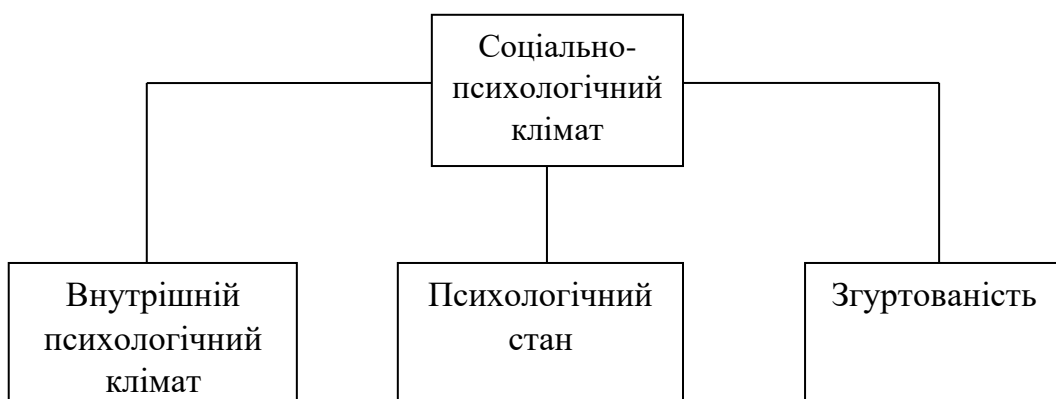 Соціально-
психологічний
клімат
Внутрішній
психологічний
клімат
Психологічний
стан
Згуртованість